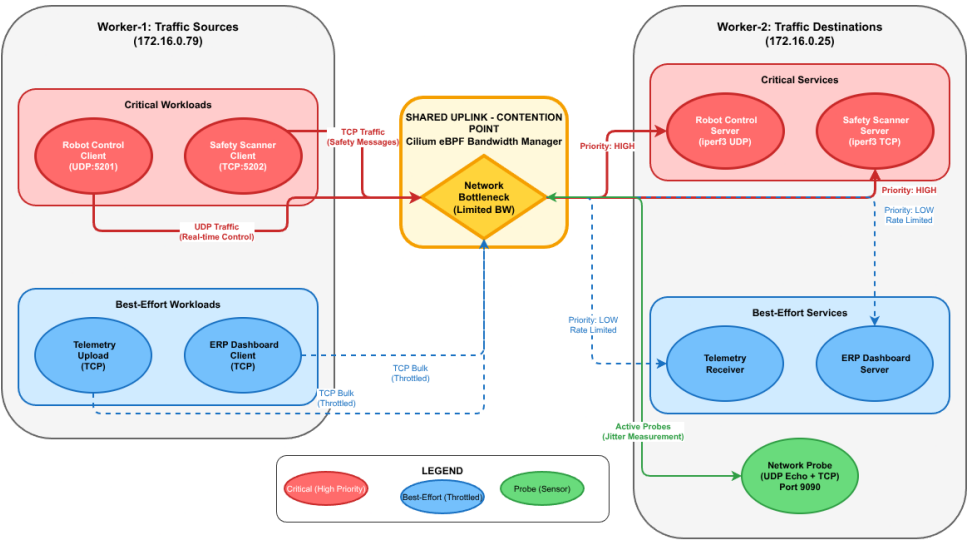 Worker-1: Traffic Sources
(172.16.0.79)
Critical Workloads
Robot Control
Client
(UDP:5201)
Safety Scanner
Client
(TCP:5202)
TCP Traffic
(Safety Messages)
UDP Traffic
(Real-time Control)
Best-Effort Workloads
Telemetry
Upload
(TCP)
ERP Dashboard
Client
(TCP)
TCP Bulk
(Throttled)
TCP Bulk
(Throttled)
SHARED UPLINK - CONTENTION
POINT
Cilium eBPF Bandwidth Manager
Network
Bottleneck
(Limited BW)
Worker-2: Traffic Destinations
(172.16.0.25)
Critical Services
Robot Control
Server
(iperf3 UDP)
Safety Scanner
Server
(iperf3 TCP)
Priority: HIGH
Priority: HIGH
Priority: LOW
Rate Limited
Priority: LOW
Rate Limited
Best-Effort Services
Telemetry
Receiver
ERP Dashboard
Server
Active Probes
(Jitter Measurement)
Network Probe
(UDP Echo + TCP)
Port 9090
LEGEND
Critical (High Priority)
Best-Effort (Throttled)
Probe (Sensor)